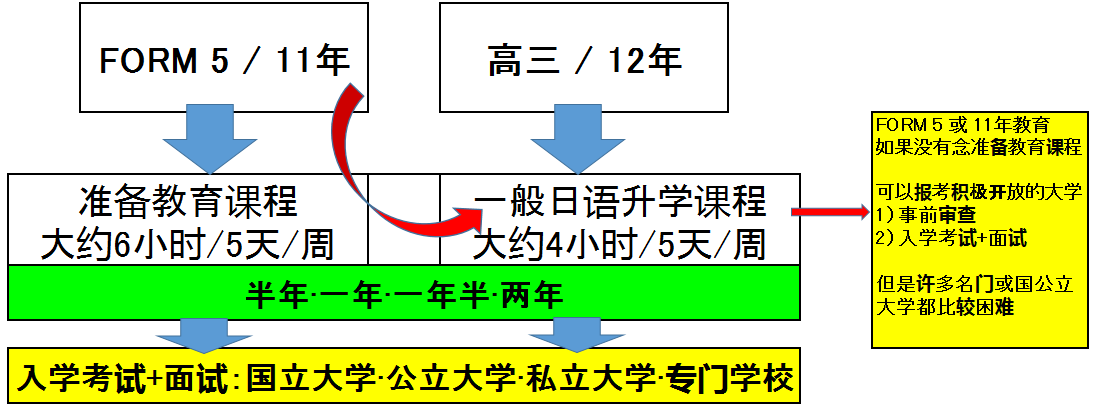 FORM 5 / 11年
高三 / 12年
准备教育课程
大约6小时/5天/周
一般日语升学课程
大约4小时/5天/周
半年·一年·一年半·两年
入学考试+面试:国立大学·公立大学·私立大学·专门学校
FORM 5 或 11年教育
如果没有念准备教育课程
可以报考积极开放的大学
1）事前审查
2）入学考试+面试
但是许多名门或国公立
大学都比较困难